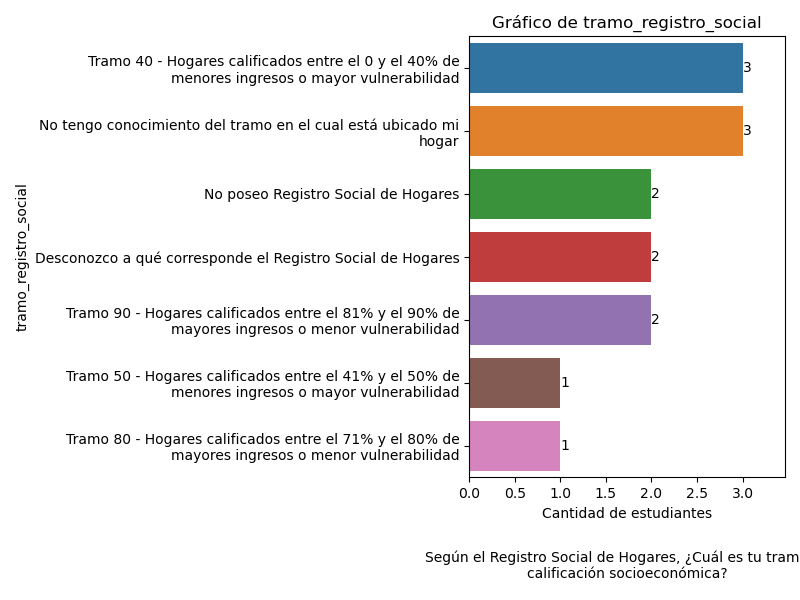 Gráfico de tramo_registro_social
Tramo 40 - Hogares calificados entre el 0 y el 40% de
menores ingresos o mayor vulnerabilidad
3
No tengo conocimiento del tramo en el cual está ubicado mi
hogar
3
No poseo Registro Social de Hogares
2
Desconozco a qué corresponde el Registro Social de Hogares
2
Tramo 90 - Hogares calificados entre el 81% y el 90% de
mayores ingresos o menor vulnerabilidad
2
Tramo 50 - Hogares calificados entre el 41% y el 50% de
menores ingresos o mayor vulnerabilidad
1
Tramo 80 - Hogares calificados entre el 71% y el 80% de
mayores ingresos o menor vulnerabilidad
1
tramo_registro_social
0.0 0.5 1.0 1.5 2.0 2.5 3.0
Cantidad de estudiantes
Según el Registro Social de Hogares, ¿Cuál es tu tram
calificación socioeconómica?